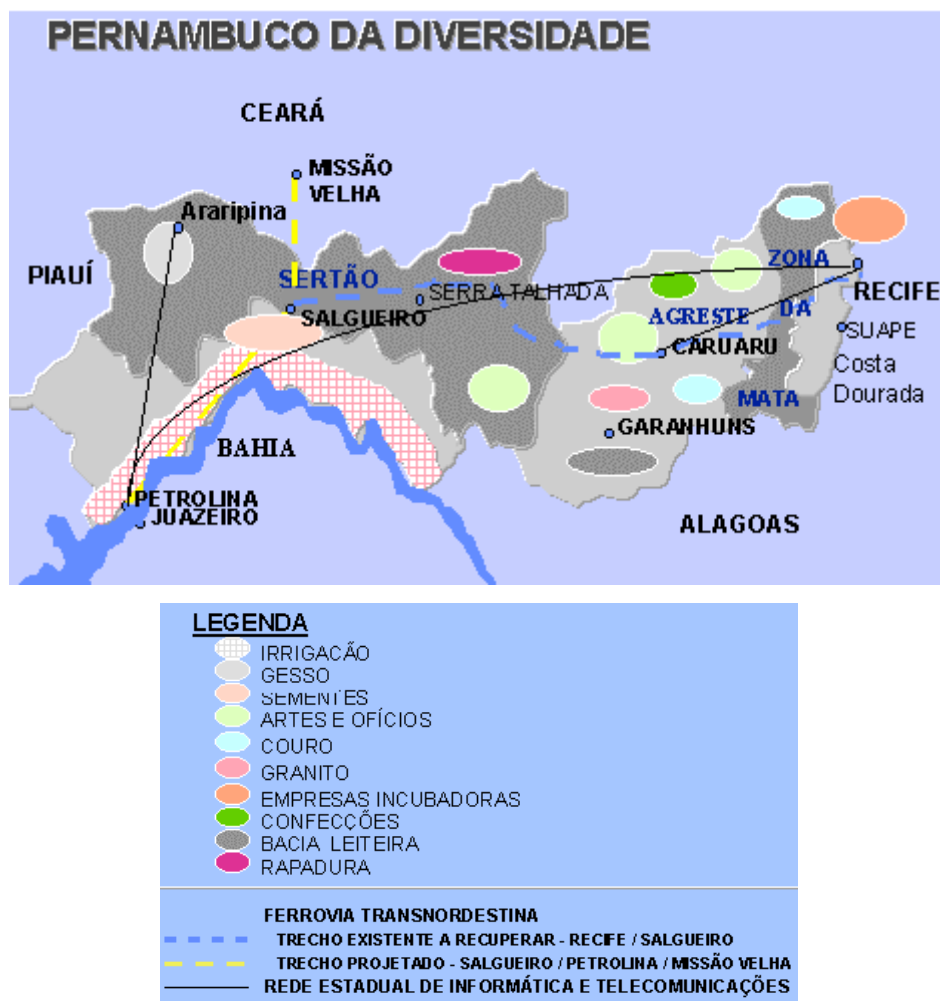 PERNAMBUCO DA DIVERSIDADE
CEARÁ
MISSÃO
VELHA
Araripina
PIAUÍ
SERTÃO
ZONA
RECIFE
SERRA TALHADA
SALGUEIRO
AGRESTE
DA
SUAPE
CARUARU
Costa
Dourada
MATA
GARANHUNS
BAHIA
PETROLINA
JUAZEIRO
ALAGOAS
LEGENDA
IRRIGACÃO
GESSO
SEMENTES
ARTES E OFÍCIOS
COURO
GRANITO
EMPRESAS INCUBADORAS
CONFECÇÕES
BACIA LEITEIRA
RAPADURA
FERROVIA TRANSNORDESTINA
TRECHO EXISTENTE A RECUPERAR - RECIFE / SALGUEIRO
TRECHO PROJETADO - SALGUEIRO / PETROLINA / MISSÃO VELHA
REDE ESTADUAL DE INFORMÁTICA E TELECOMUNICAÇÕES